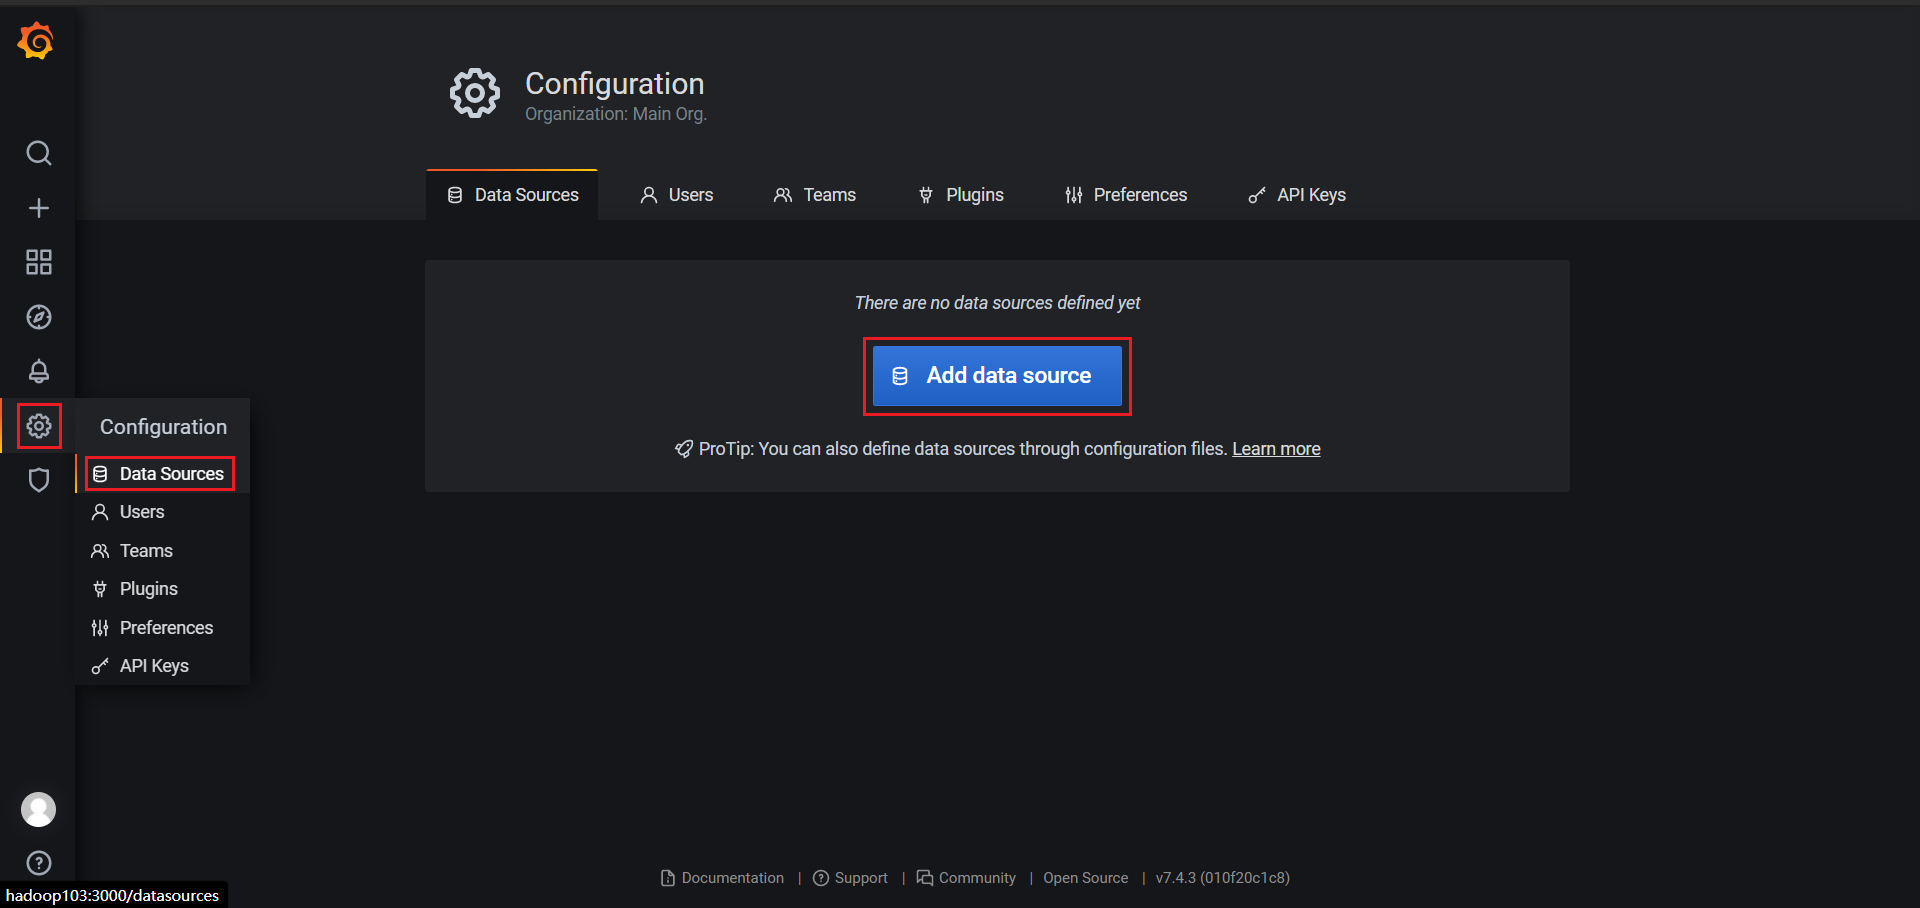 Configuration
Organization: Main Org.
Data Sources Users Teams Plugins Preferences API Keys
There are no data sources defined yet
Add data source
ProTip: You can also define data sources through configuration files. Learn more
Configuration
Data Sources
Users
Teams
Plugins
Preferences
API Keys
Documentation | Support | Community | Open Source | v7.4.3 (010f20c1c8)
hadoop103:3000/datasources